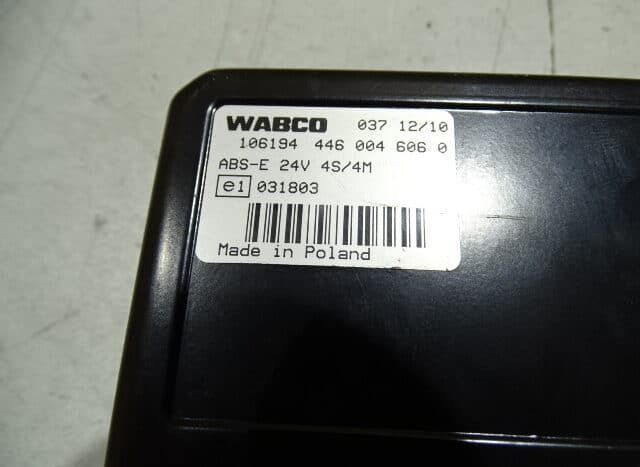 WABCO 037 12/10
106194 446 004 606 0
ABS-E 24V 4S/4M
e1 031803
Made in Poland